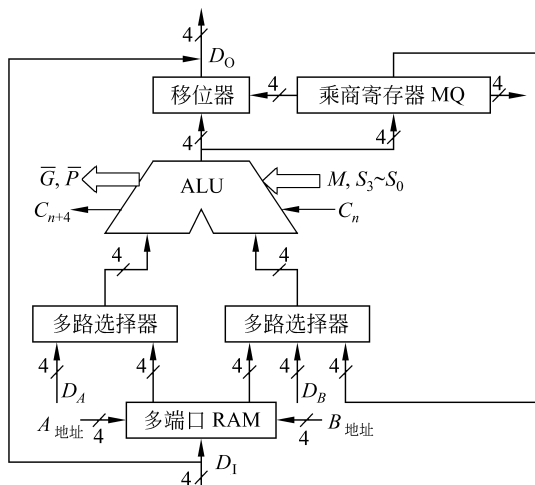 4
D_O
移位器
4
乘商寄存器 MQ
4
4
4
G̅, P̅
ALU
M, S_3~S_0
C_{n+4}
C_n
4
4
多路选择器
多路选择器
4
4
4
4
4
D_A
D_B
A 地址
4
多端口 RAM
4
B 地址
D_I
4